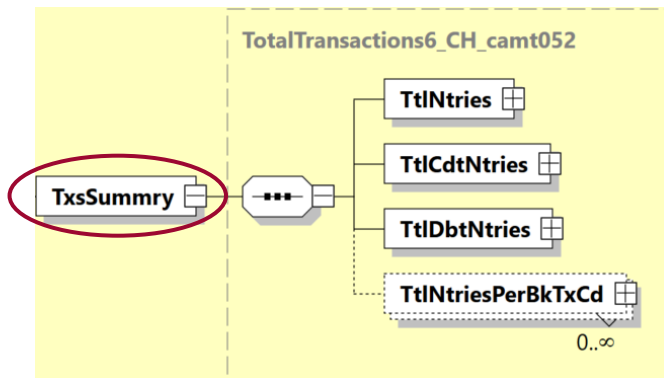 TotalTransactions6_CH_camt052
TtlNtries
TtlCdtNtries
TxsSummry
TtlDbtNtries
TtlNtriesPerBkTxCd
0..∞